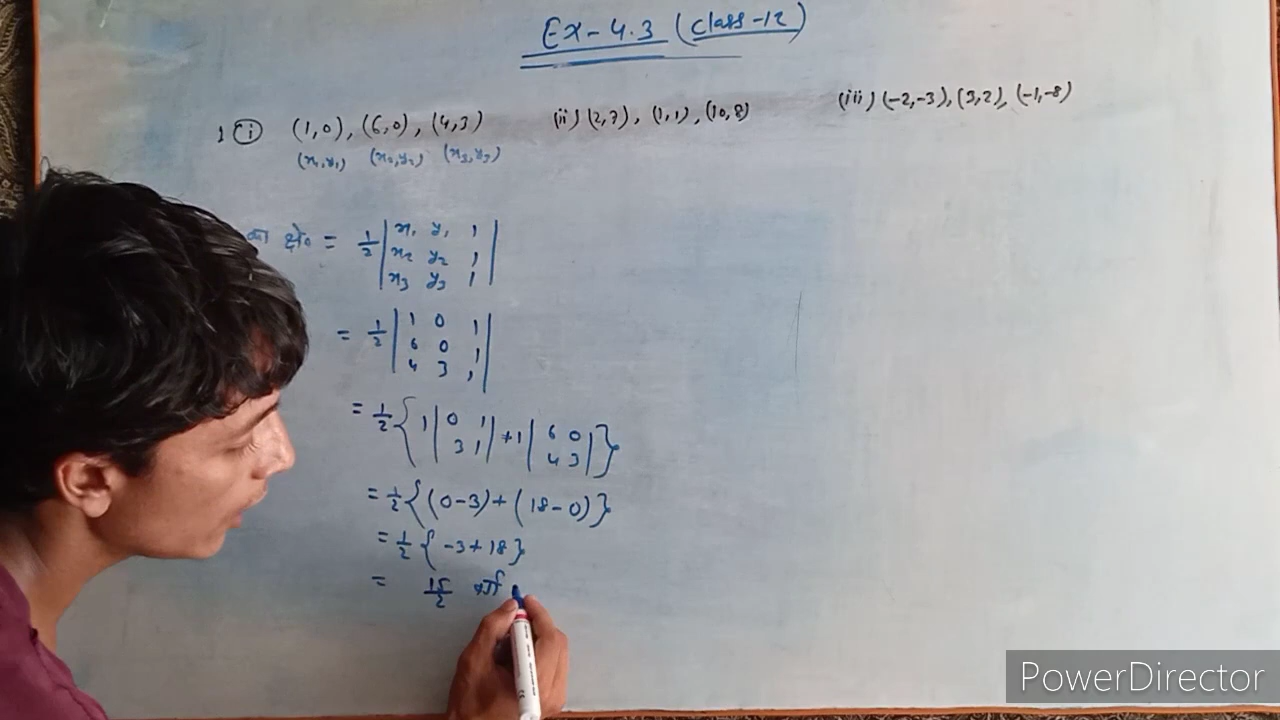 Ex-4.3 (class-12)
1 (i) (1,0), (6,0), (4,3) (ii) (2,7), (1,1), (10,8) (iii) (-2,-3), (3,2), (-1,-8)
(x₁,y₁) (x₂,y₂) (x₃,y₃)
का क्षे० = 1/2 | x₁ y₁ 1 |
| x₂ y₂ 1 |
| x₃ y₃ 1 |
= 1/2 | 1 0 1 |
| 6 0 1 |
| 4 3 1 |
= 1/2 { 1 | 0 1 | +1 | 6 0 | }
| 3 1 | | 4 3 |
= 1/2 { (0-3) + (18-0) }
= 1/2 { -3+18 }
= 15/2 वर्ग
PowerDirector